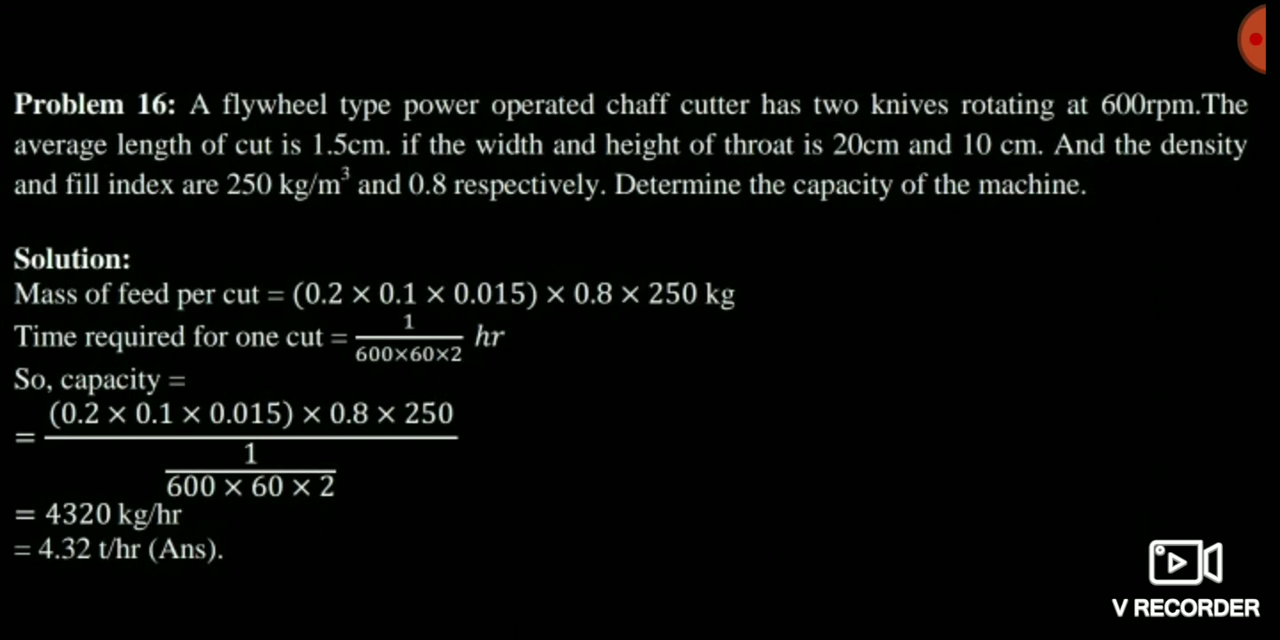 Problem 16: A flywheel type power operated chaff cutter has two knives rotating at 600rpm.The
average length of cut is 1.5cm. if the width and height of throat is 20cm and 10 cm. And the density
and fill index are 250 kg/m³ and 0.8 respectively. Determine the capacity of the machine.
Solution:
Mass of feed per cut = (0.2 × 0.1 × 0.015) × 0.8 × 250 kg
Time required for one cut = 1/(600×60×2) hr
So, capacity =
= (0.2 × 0.1 × 0.015) × 0.8 × 250
1
600 × 60 × 2
= 4320 kg/hr
= 4.32 t/hr (Ans).
V RECORDER